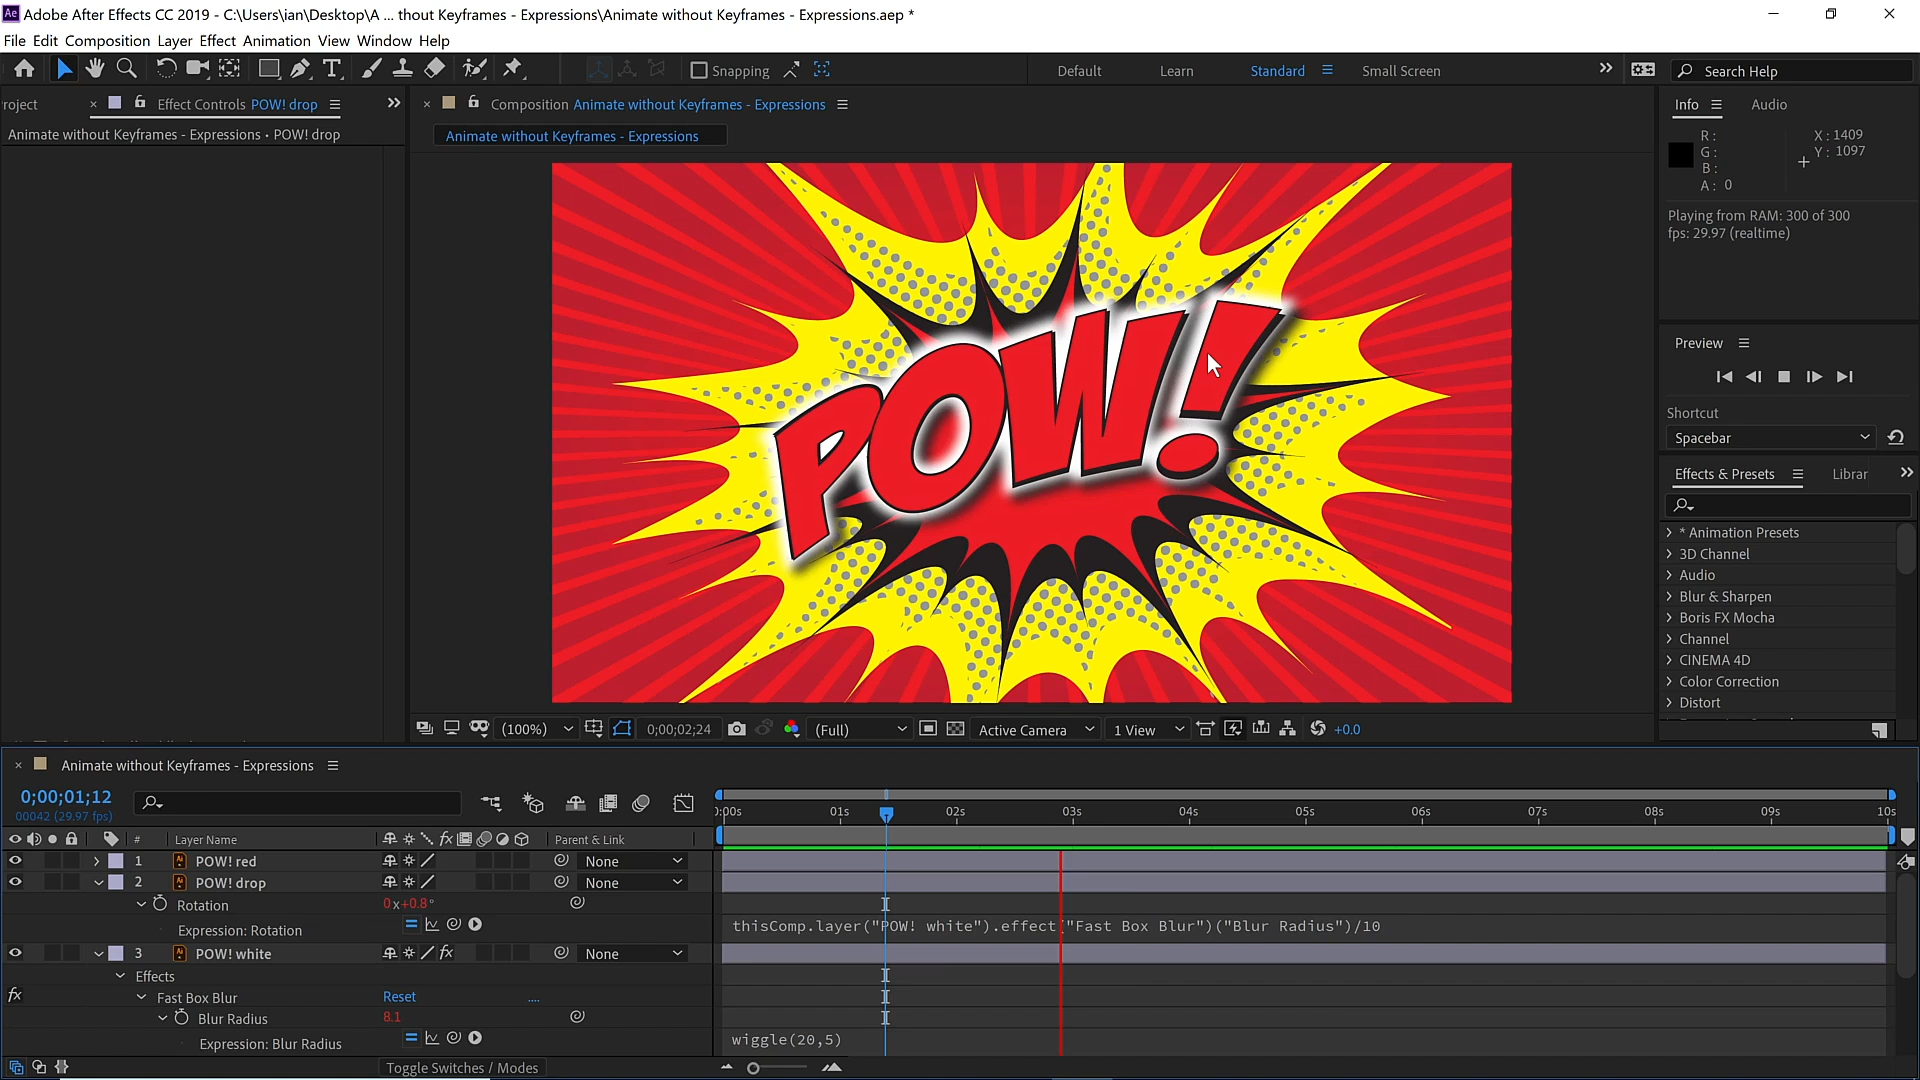 Ae Adobe After Effects CC 2019 - C:\Users\ian\Desktop\A ... thout Keyframes - Expressions\Animate without Keyframes - Expressions.aep *
File Edit Composition Layer Effect Animation View Window Help
Snapping
Default Learn Standard Small Screen
Search Help
roject
Effect Controls POW! drop
Animate without Keyframes - Expressions • POW! drop
Composition Animate without Keyframes - Expressions
Animate without Keyframes - Expressions
POW!
Info Audio
R :
G :
B :
A : 0
X : 1409
Y : 1097
Playing from RAM: 300 of 300
fps: 29.97 (realtime)
Preview
Shortcut
Spacebar
Effects & Presets Librar
* Animation Presets
3D Channel
Audio
Blur & Sharpen
Boris FX Mocha
Channel
CINEMA 4D
Color Correction
Distort
(100%) 0;00;02;24 (Full) Active Camera 1 View +0.0
Animate without Keyframes - Expressions
0;00;01;12
00042 (29.97 fps)
):00s 01s 02s 03s 04s 05s 06s 07s 08s 09s 10s
# Layer Name fx Parent & Link
1 Ai POW! red None
2 Ai POW! drop None
Rotation 0x+0.8°
Expression: Rotation thisComp.layer("POW! white").effect("Fast Box Blur")("Blur Radius")/10
3 Ai POW! white fx None
Effects
fx Fast Box Blur Reset ....
Blur Radius 8.1
Expression: Blur Radius wiggle(20,5)
Toggle Switches / Modes